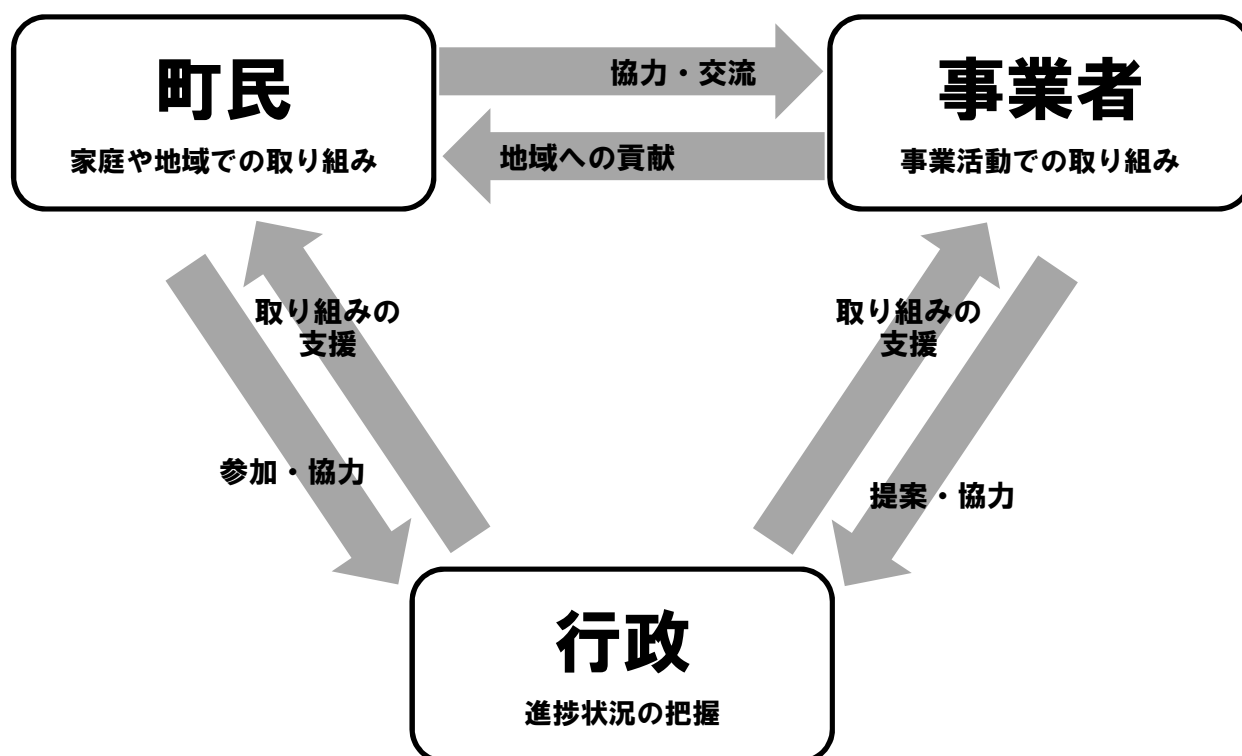 町民
家庭や地域での取り組み
協力・交流
地域への貢献
事業者
事業活動での取り組み
取り組みの
支援
参加・協力
取り組みの
支援
提案・協力
行政
進捗状況の把握